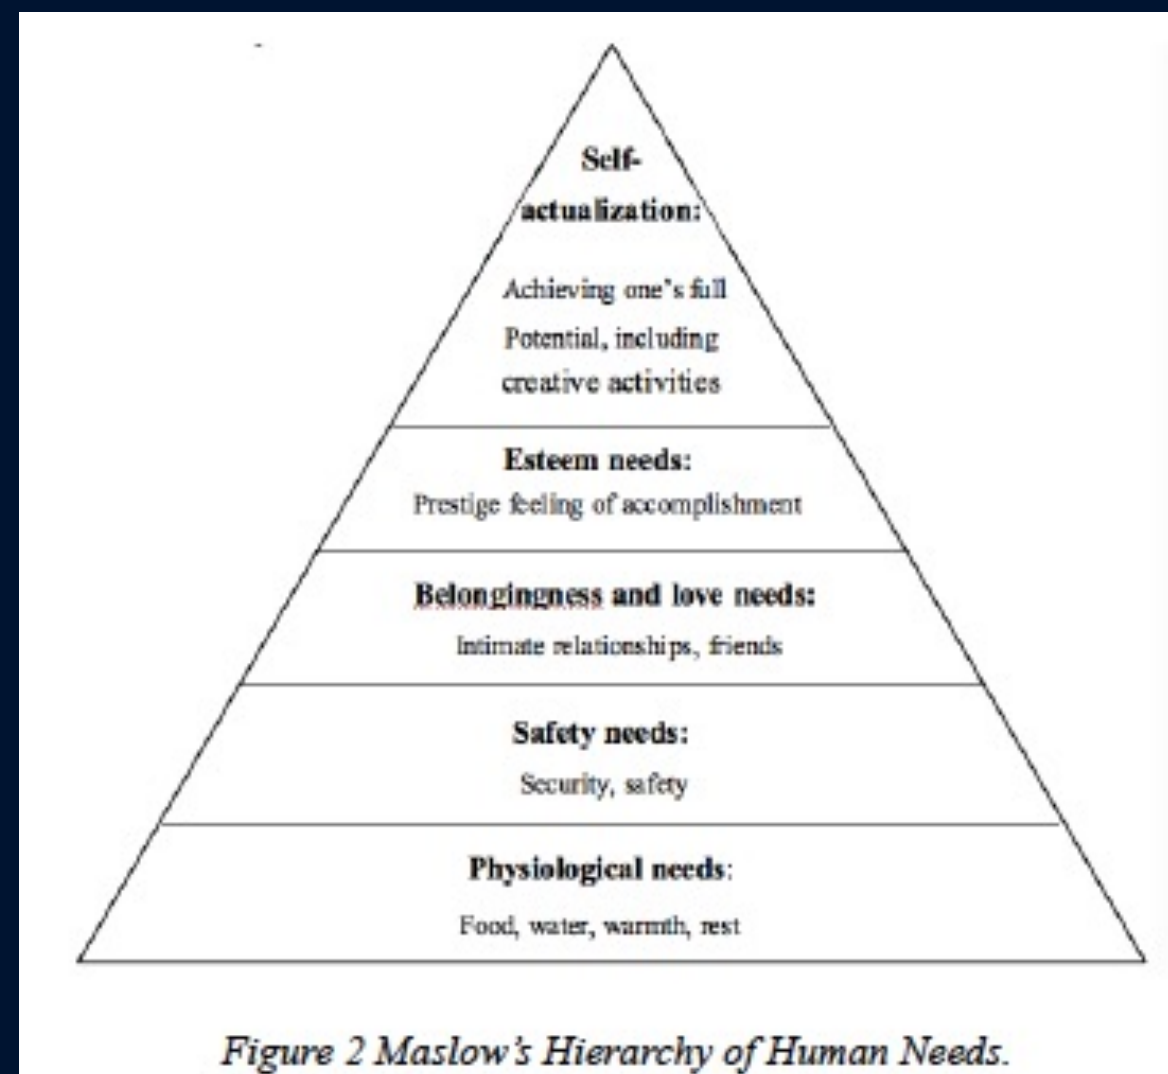 Self-
actualization:
Achieving one's full
Potential, including
creative activities
Esteem needs:
Prestige feeling of accomplishment
Belongingness and love needs:
Intimate relationships, friends
Safety needs:
Security, safety
Physiological needs:
Food, water, warmth, rest
Figure 2 Maslow's Hierarchy of Human Needs.